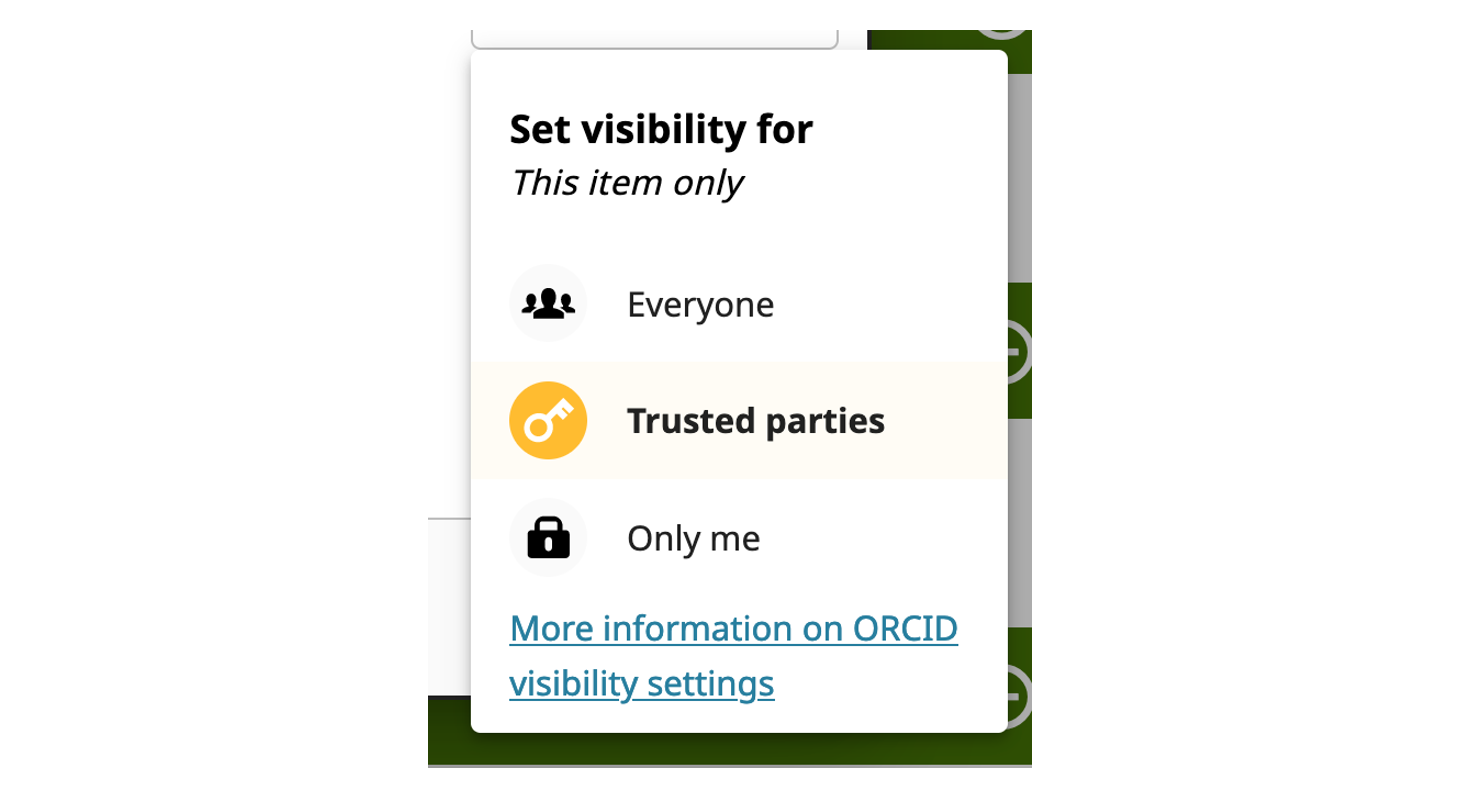 Set visibility for
This item only
Everyone
Trusted parties
Only me
More information on ORCID
visibility settings